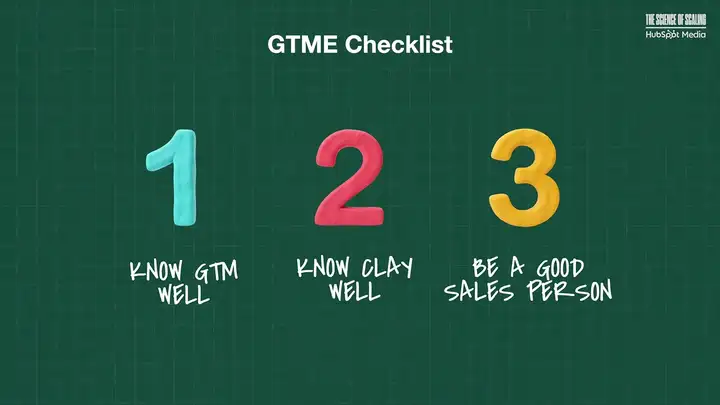 THE SCIENCE OF SCALING
HubSpot Media
GTME Checklist
1
2
3
KNOW GTM
WELL
KNOW CLAY
WELL
BE A GOOD
SALES PERSON